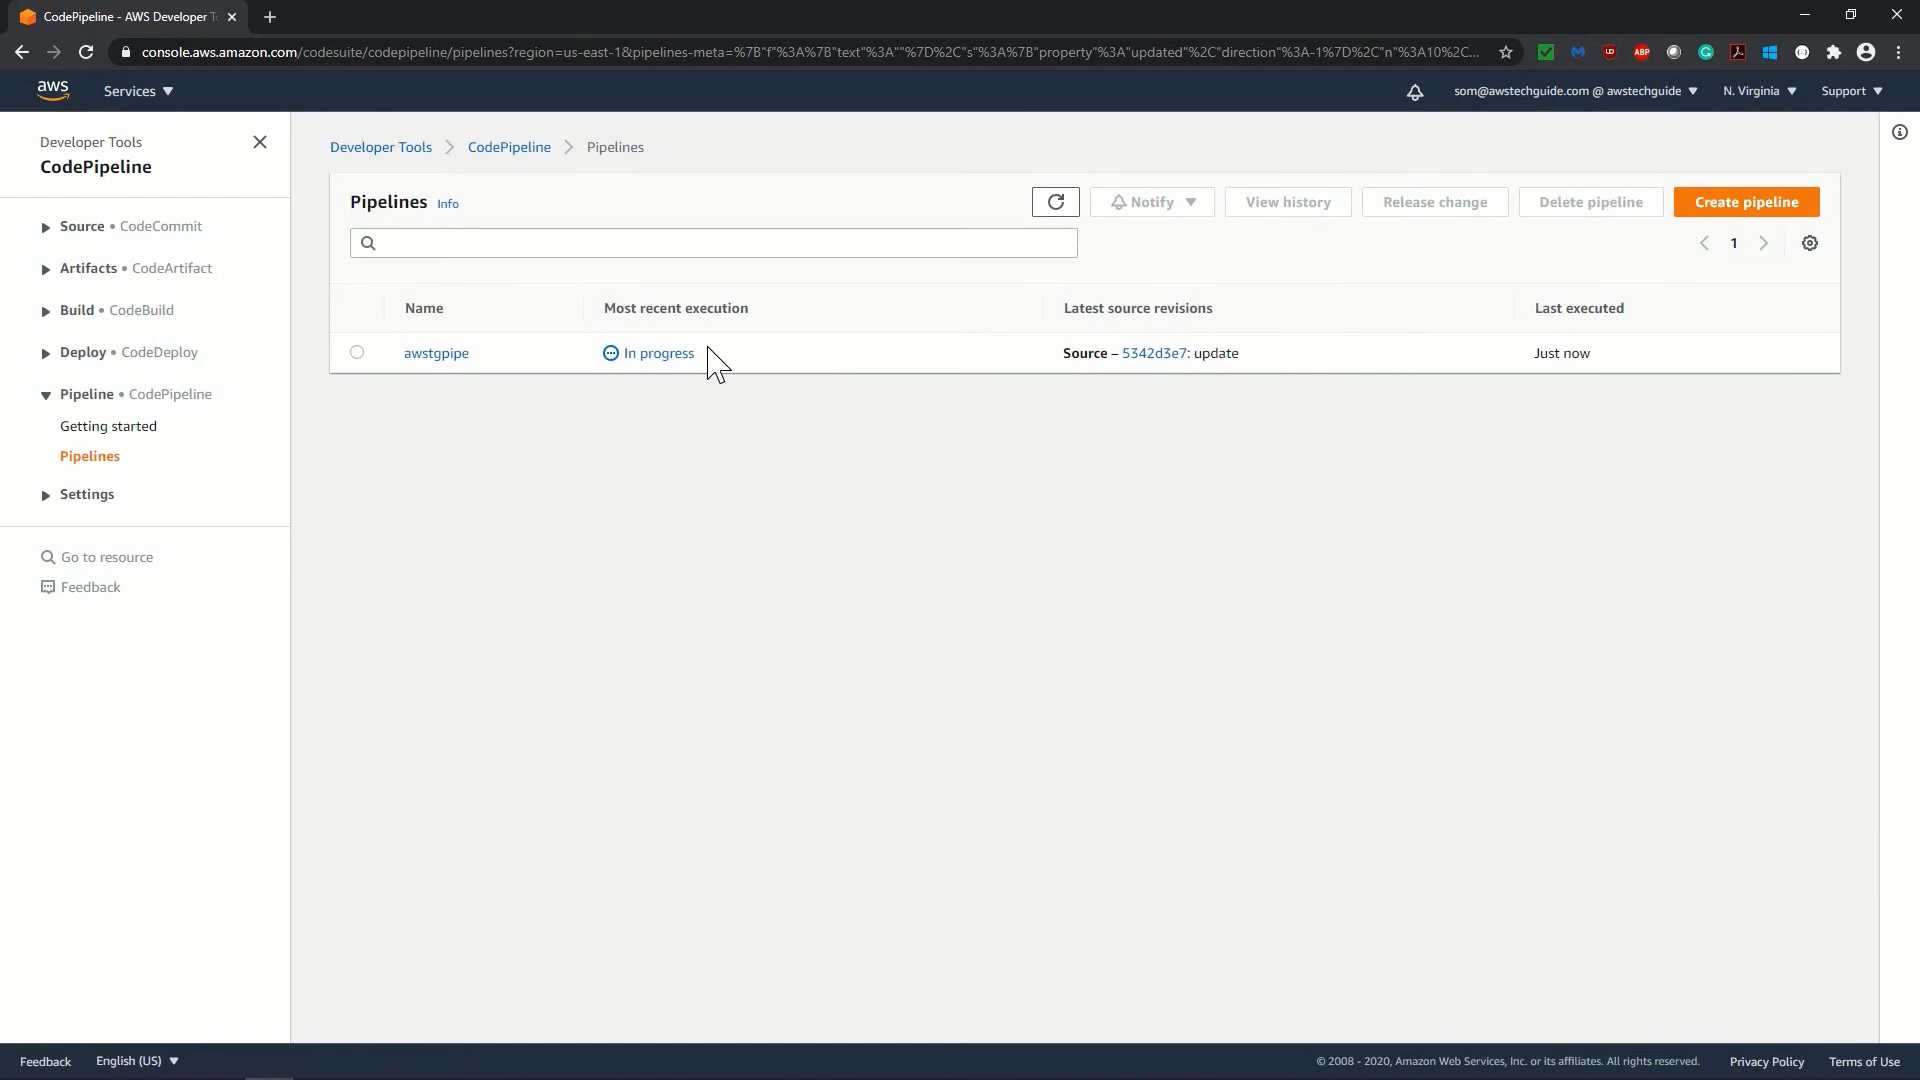 CodePipeline - AWS Developer T
console.aws.amazon.com/codesuite/codepipeline/pipelines?region=us-east-1&pipelines-meta=%7B"f"%3A%7B"text"%3A""%7D%2C"s"%3A%7B"property"%3A"updated"%2C"direction"%3A-1%7D%2C"n"%3A10%2C...
ABP
aws
Services
som@awstechguide.com @ awstechguide
N. Virginia
Support
Developer Tools
CodePipeline
Source • CodeCommit
Artifacts • CodeArtifact
Build • CodeBuild
Deploy • CodeDeploy
Pipeline • CodePipeline
Getting started
Pipelines
Settings
Go to resource
Feedback
Developer Tools
CodePipeline
Pipelines
Pipelines Info
Notify
View history
Release change
Delete pipeline
Create pipeline
1
Name
Most recent execution
Latest source revisions
Last executed
awstgpipe
In progress
Source – 5342d3e7: update
Just now
Feedback
English (US)
© 2008 - 2020, Amazon Web Services, Inc. or its affiliates. All rights reserved.
Privacy Policy
Terms of Use